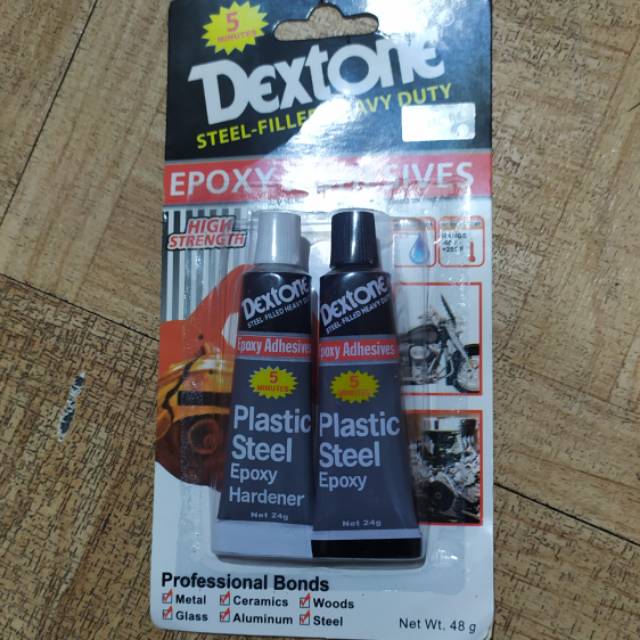 5
MINUTES
Dextone
STEEL-FILLED HEAVY DUTY
EPOXY ADHESIVES
HIGH
STRENGTH
Dextone
STEEL-FILLED HEAVY DUTY
Epoxy Adhesives
5
MINUTES
Plastic
Steel
Epoxy
Hardener
Net 24g
Dextone
STEEL-FILLED HEAVY DUTY
Epoxy Adhesives
5
MINUTES
Plastic
Steel
Epoxy
Net 24g
Professional Bonds
Metal Ceramics Woods
Glass Aluminum Steel
Net Wt. 48 g